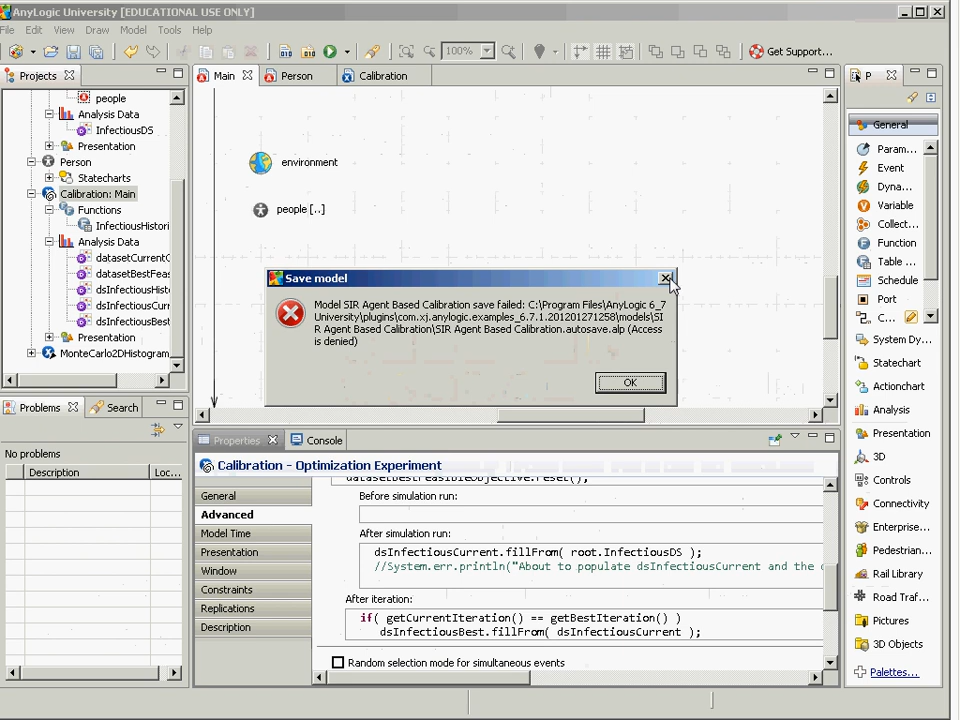 AnyLogic University [EDUCATIONAL USE ONLY]
File Edit View Draw Model Tools Help
100% Get Support...
Projects
people
Analysis Data
InfectiousDS
Presentation
Person
Statecharts
Calibration: Main
Functions
InfectiousHistori
Analysis Data
datasetCurrentC
datasetBestFeas
dsInfectiousHist
dsInfectiousCurr
dsInfectiousBest
Presentation
MonteCarlo2DHistogram
Problems Search
No problems
Description Loc...
Main Person Calibration
environment
people [..]
Save model
Model SIR Agent Based Calibration save failed: C:\Program Files\AnyLogic 6_7
University\plugins\com.xj.anylogic.examples_6.7.1.201201271258\models\SI
R Agent Based Calibration\SIR Agent Based Calibration.autosave.alp (Access
is denied)
OK
Properties Console
Calibration - Optimization Experiment
General
Advanced
Model Time
Presentation
Window
Constraints
Replications
Description
datasetBestFeasibleObjective.reset();
Before simulation run:
After simulation run:
dsInfectiousCurrent.fillFrom( root.InfectiousDS );
//System.err.println("About to populate dsInfectiousCurrent and the
After iteration:
if( getCurrentIteration() == getBestIteration() )
dsInfectiousBest.fillFrom( dsInfectiousCurrent );
Random selection mode for simultaneous events
P
General
Param...
Event
Dyna...
Variable
Collect...
Function
Table ...
Schedule
Port
C...
System Dy...
Statechart
Actionchart
Analysis
Presentation
3D
Controls
Connectivity
Enterprise...
Pedestrian...
Rail Library
Road Traf...
Pictures
3D Objects
Palettes...